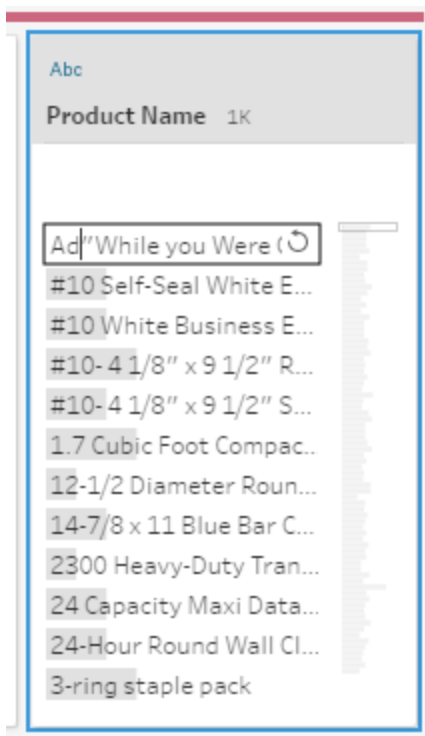 Abc
Product Name 1K
Ad"While you Were (
#10 Self-Seal White E...
#10 White Business E...
#10- 4 1/8" x 9 1/2" R...
#10- 4 1/8" x 9 1/2" S...
1.7 Cubic Foot Compac...
12-1/2 Diameter Roun...
14-7/8 x 11 Blue Bar C...
2300 Heavy-Duty Tran...
24 Capacity Maxi Data...
24-Hour Round Wall Cl...
3-ring staple pack